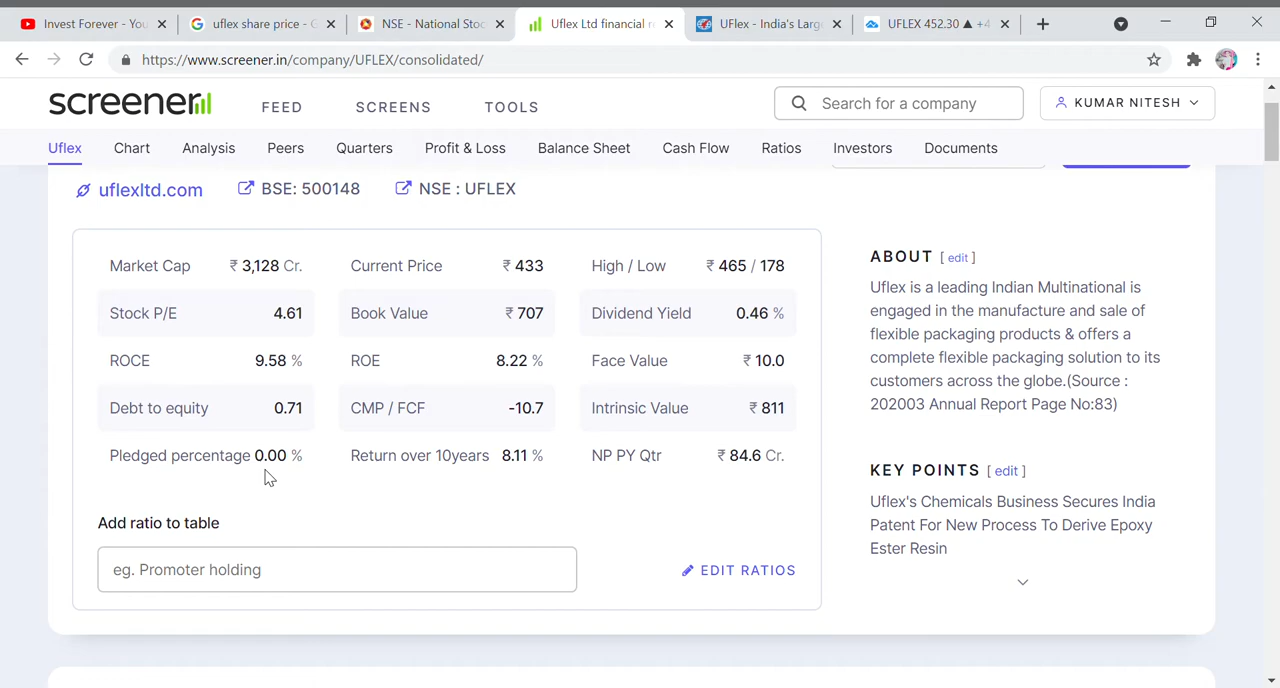 Invest Forever - You
uflex share price - G
NSE - National Stoc
Uflex Ltd financial r
UFlex - India's Larg
UFLEX 452.30 ▲ +4
https://www.screener.in/company/UFLEX/consolidated/
screener
FEED
SCREENS
TOOLS
Search for a company
KUMAR NITESH
Uflex
Chart
Analysis
Peers
Quarters
Profit & Loss
Balance Sheet
Cash Flow
Ratios
Investors
Documents
uflexltd.com
BSE: 500148
NSE : UFLEX
Market Cap ₹ 3,128 Cr.
Current Price ₹ 433
High / Low ₹ 465 / 178
Stock P/E 4.61
Book Value ₹ 707
Dividend Yield 0.46 %
ROCE 9.58 %
ROE 8.22 %
Face Value ₹ 10.0
Debt to equity 0.71
CMP / FCF -10.7
Intrinsic Value ₹ 811
Pledged percentage 0.00 %
Return over 10years 8.11 %
NP PY Qtr ₹ 84.6 Cr.
Add ratio to table
eg. Promoter holding
EDIT RATIOS
ABOUT [ edit ]
Uflex is a leading Indian Multinational is
engaged in the manufacture and sale of
flexible packaging products & offers a
complete flexible packaging solution to its
customers across the globe.(Source :
202003 Annual Report Page No:83)
KEY POINTS [ edit ]
Uflex's Chemicals Business Secures India
Patent For New Process To Derive Epoxy
Ester Resin